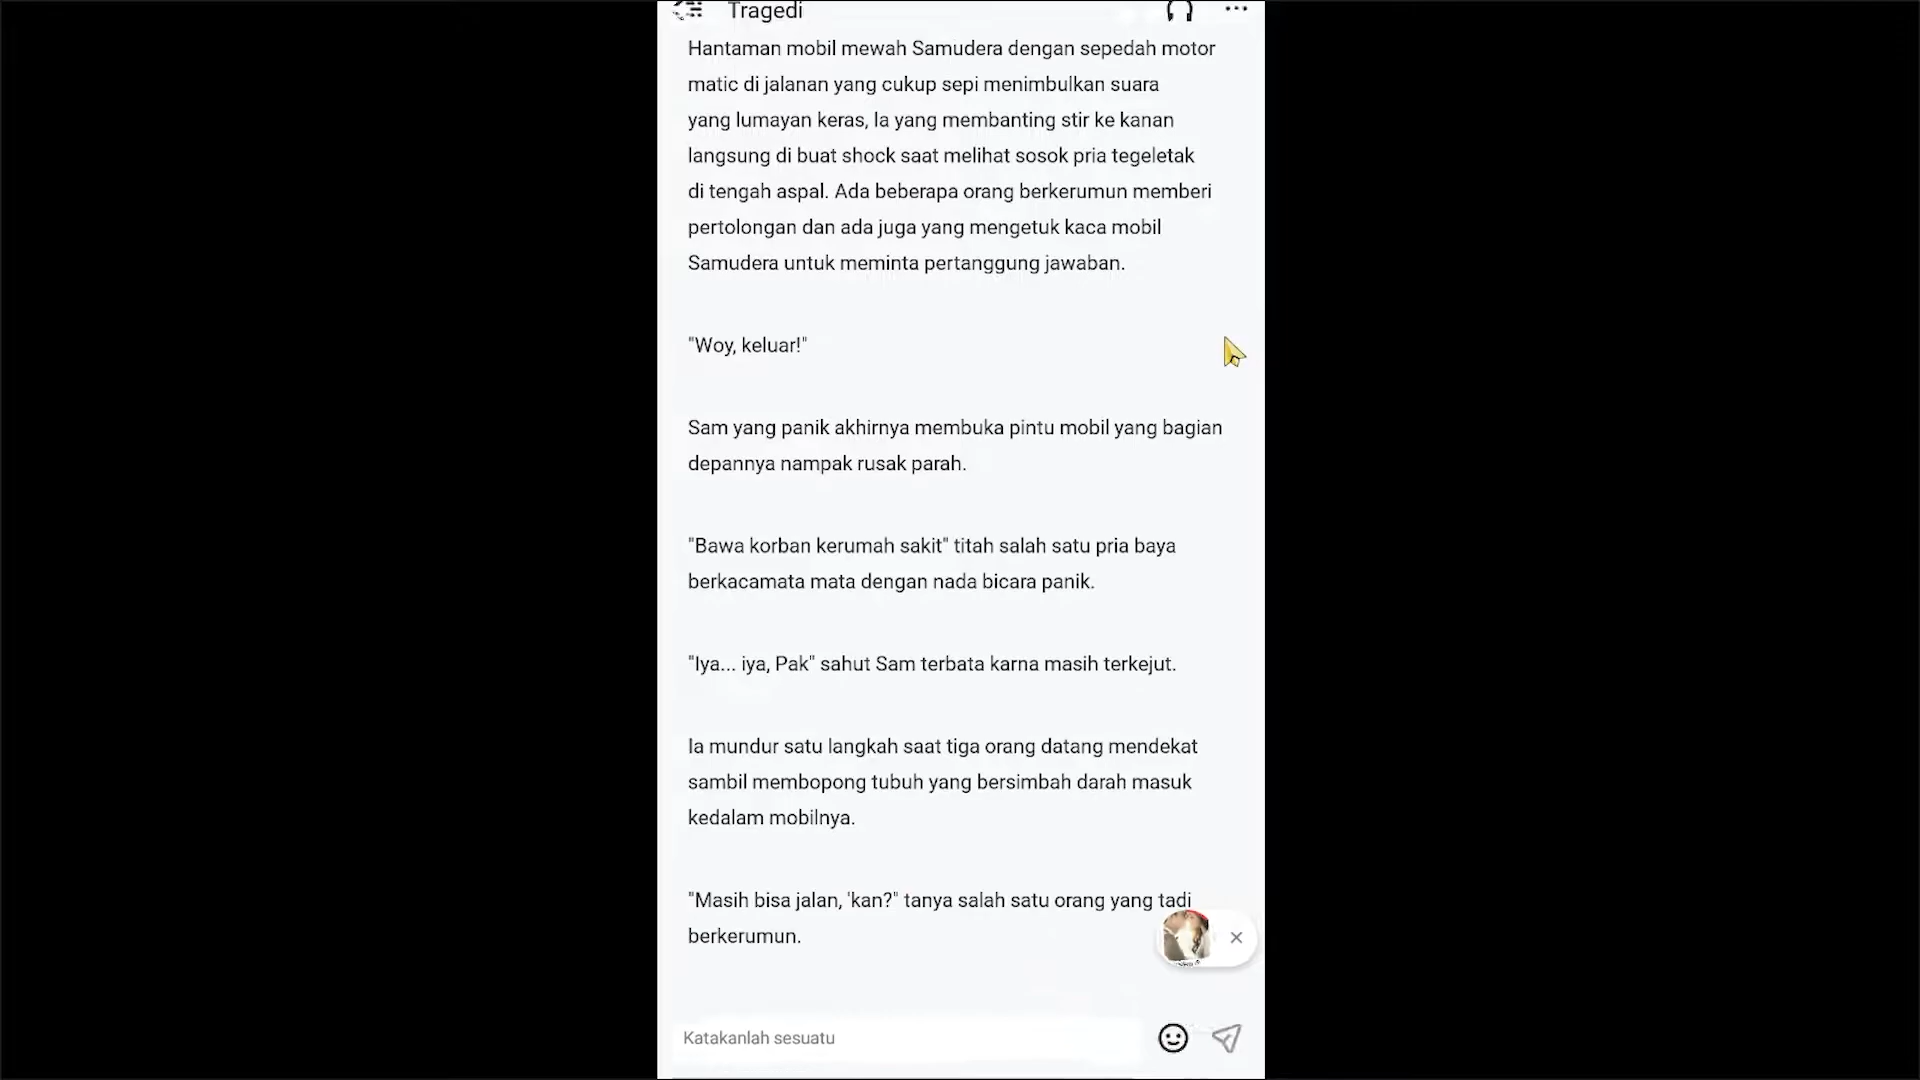 Tragedi
Hantaman mobil mewah Samudera dengan sepedah motor
matic di jalanan yang cukup sepi menimbulkan suara
yang lumayan keras, Ia yang membanting stir ke kanan
langsung di buat shock saat melihat sosok pria tegeletak
di tengah aspal. Ada beberapa orang berkerumun memberi
pertolongan dan ada juga yang mengetuk kaca mobil
Samudera untuk meminta pertanggung jawaban.
"Woy, keluar!"
Sam yang panik akhirnya membuka pintu mobil yang bagian
depannya nampak rusak parah.
"Bawa korban kerumah sakit" titah salah satu pria baya
berkacamata mata dengan nada bicara panik.
"Iya... iya, Pak" sahut Sam terbata karna masih terkejut.
Ia mundur satu langkah saat tiga orang datang mendekat
sambil membopong tubuh yang bersimbah darah masuk
kedalam mobilnya.
"Masih bisa jalan, 'kan?" tanya salah satu orang yang tadi
berkerumun.
Katakanlah sesuatu